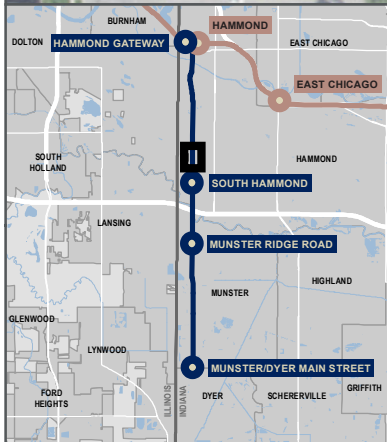 BURNHAM
HAMMOND
DOLTON
HAMMOND GATEWAY
EAST CHICAGO
EAST CHICAGO
SOUTH
HOLLAND
HAMMOND
SOUTH HAMMOND
LANSING
MUNSTER RIDGE ROAD
HIGHLAND
MUNSTER
GLENWOOD
LYNWOOD
MUNSTER/DYER MAIN STREET
FORD
HEIGHTS
ILLINOIS
INDIANA
DYER
SCHERERVILLE
GRIFFITH